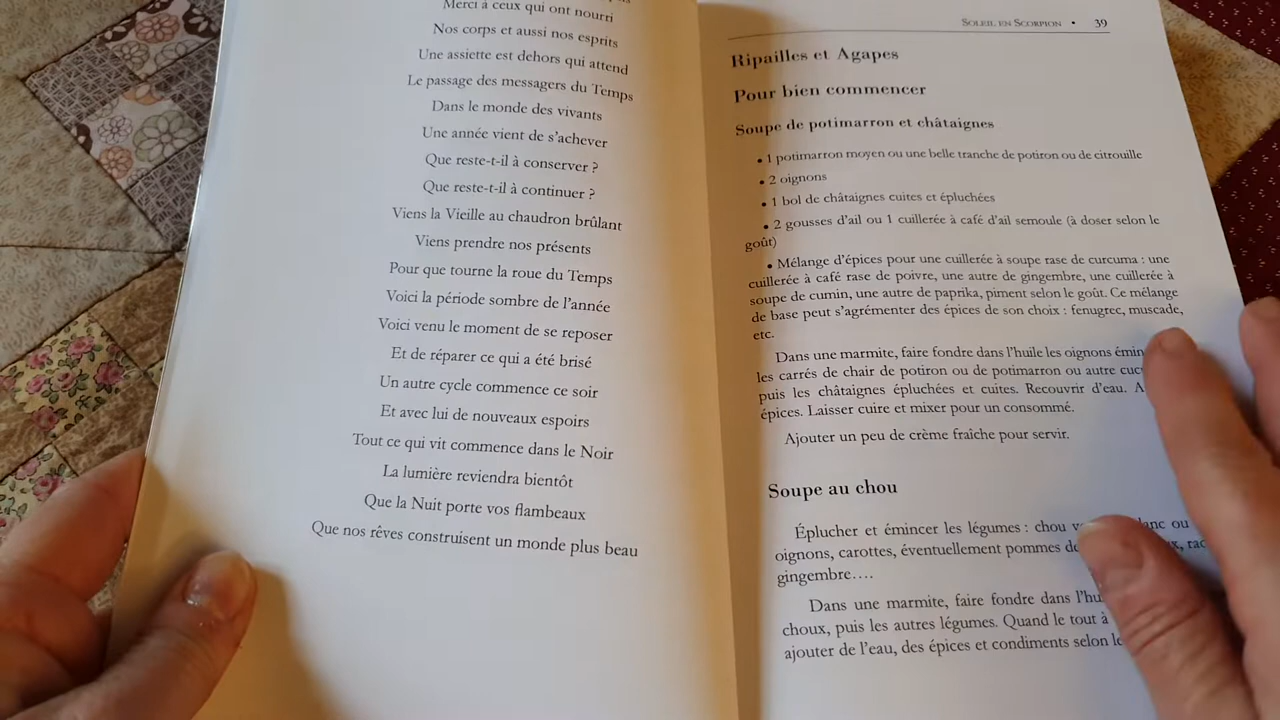 Merci à ceux qui ont nourri
Nos corps et aussi nos esprits
Une assiette est dehors qui attend
Le passage des messagers du Temps
Dans le monde des vivants
Une année vient de s'achever
Que reste-t-il à conserver ?
Que reste-t-il à continuer ?
Viens la Vieille au chaudron brûlant
Viens prendre nos présents
Pour que tourne la roue du Temps
Voici la période sombre de l'année
Voici venu le moment de se reposer
Et de réparer ce qui a été brisé
Un autre cycle commence ce soir
Et avec lui de nouveaux espoirs
Tout ce qui vit commence dans le Noir
La lumière reviendra bientôt
Que la Nuit porte vos flambeaux
Que nos rêves construisent un monde plus beau
Soleil en Scorpion • 39
Ripailles et Agapes
Pour bien commencer
Soupe de potimarron et châtaignes
• 1 potimarron moyen ou une belle tranche de potiron ou de citrouille
• 2 oignons
• 1 bol de châtaignes cuites et épluchées
• 2 gousses d'ail ou 1 cuillerée à café d'ail semoule (à doser selon le
goût)
• Mélange d'épices pour une cuillerée à soupe rase de curcuma : une
cuillerée à café rase de poivre, une autre de gingembre, une cuillerée à
soupe de cumin, une autre de paprika, piment selon le goût. Ce mélange
de base peut s'agrémenter des épices de son choix : fenugrec, muscade,
etc.
Dans une marmite, faire fondre dans l'huile les oignons
les carrés de chair de potiron ou de potimarron ou autre
puis les châtaignes épluchées et cuites. Recouvrir d'eau.
épices. Laisser cuire et mixer pour un consommé.
Ajouter un peu de crème fraîche pour servir.
Soupe au chou
Éplucher et émincer les légumes : chou ou
oignons, carottes, éventuellement pommes
gingembre….
Dans une marmite, faire fondre dans
choux, puis les autres légumes. Quand le tout à
ajouter de l'eau, des épices et condiments selon